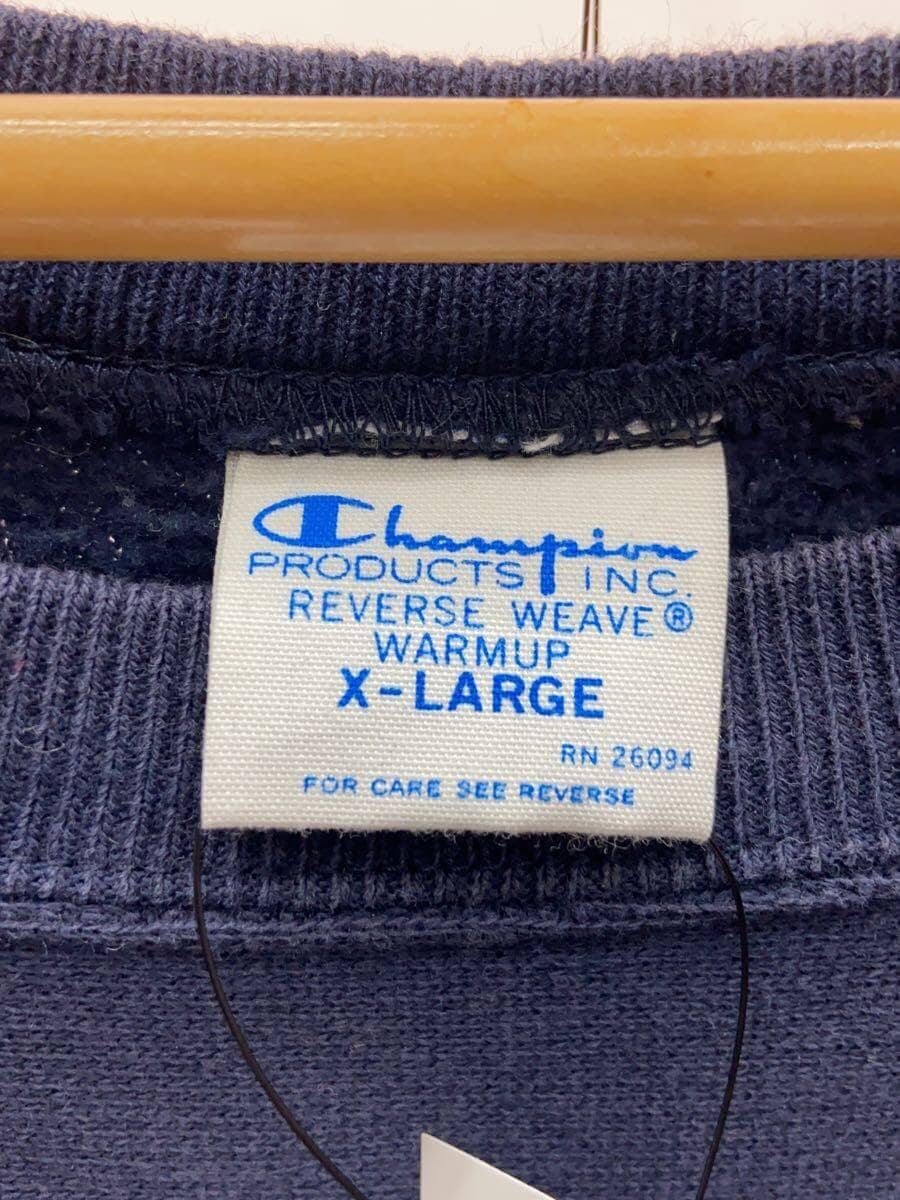 Champion
PRODUCTS INC.
REVERSE WEAVE®
WARMUP
X-LARGE
RN 26094
FOR CARE SEE REVERSE